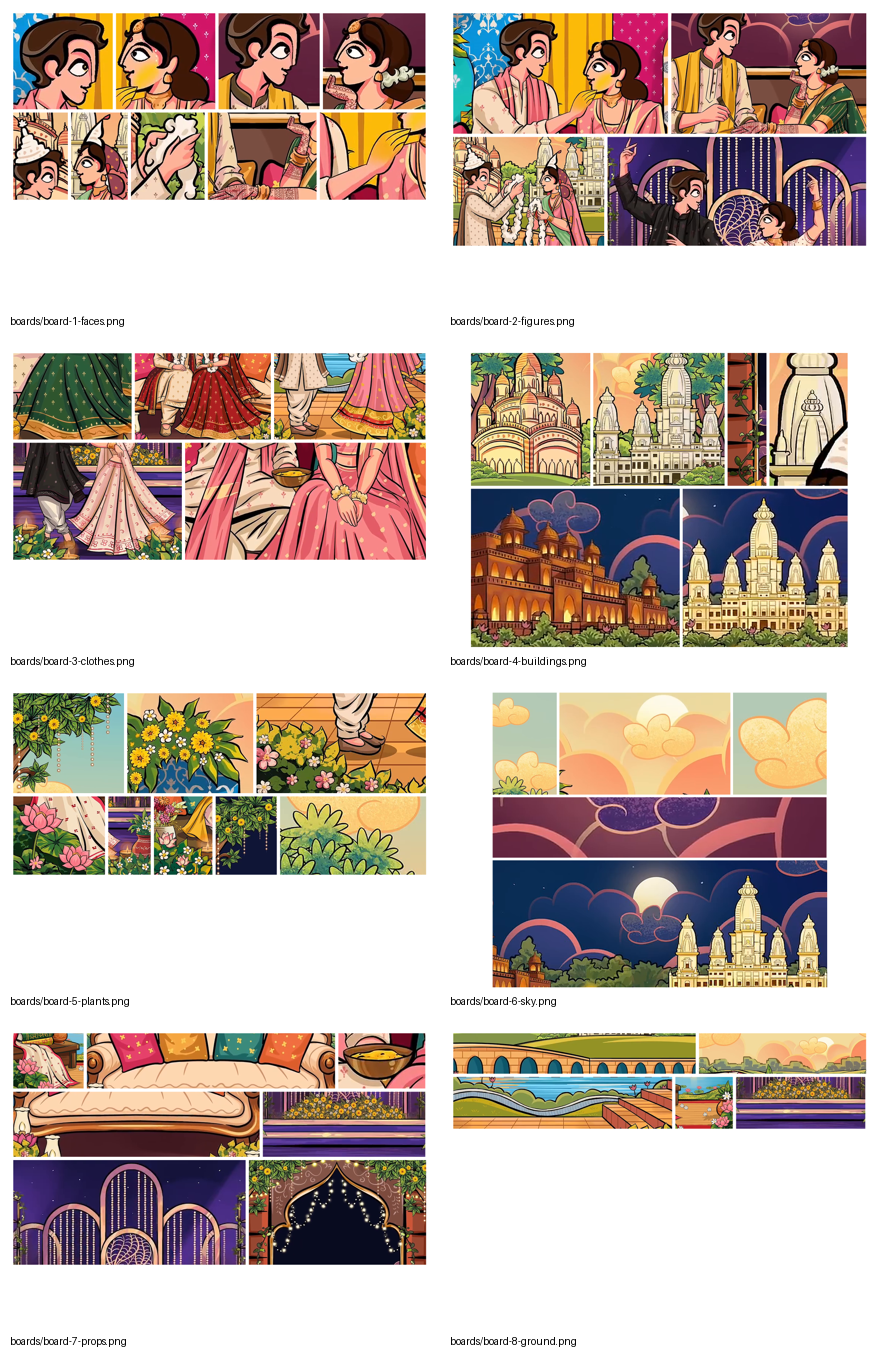 boards/board-1-faces.png
boards/board-2-figures.png
boards/board-3-clothes.png
boards/board-4-buildings.png
boards/board-5-plants.png
boards/board-6-sky.png
boards/board-7-props.png
boards/board-8-ground.png